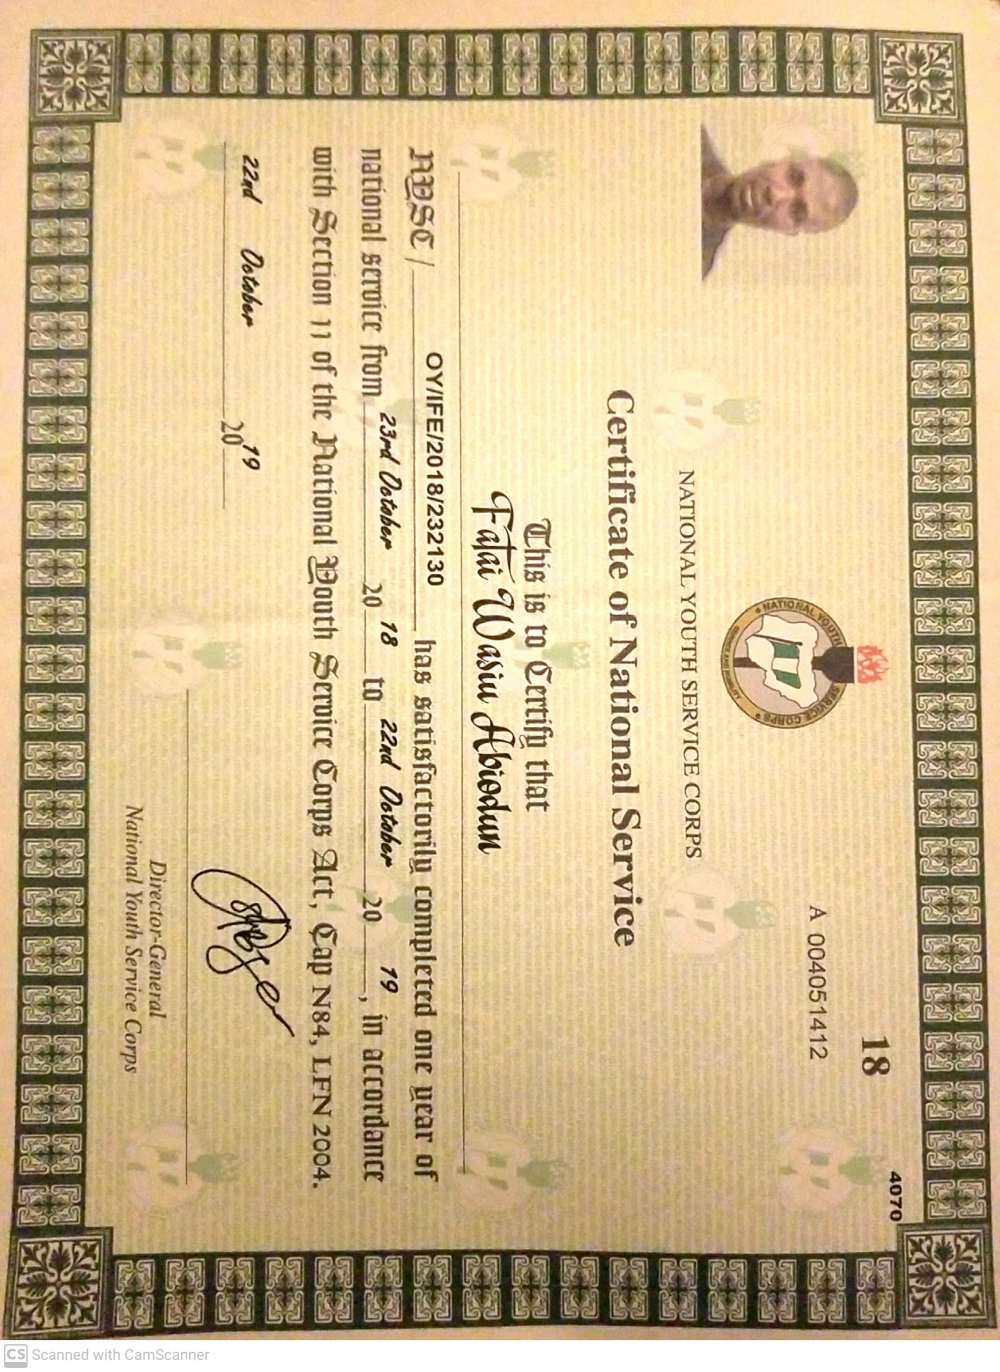 18
4070
A 004051412
NATIONAL YOUTH SERVICE CORPS
NATIONAL YOUTH SERVICE CORPS
Certificate of National Service
This is to Certify that
Fatai Wasiu Abiodun
NYSC/ OY/IFE/2018/232130 has satisfactorily completed one year of
national service from 23rd October 20 18 to 22nd October 20 19, in accordance
with Section 11 of the National Youth Service Corps Act, Cap N84, LFN 2004.
22nd October 20 19
Director-General
National Youth Service Corps
CS Scanned with CamScanner